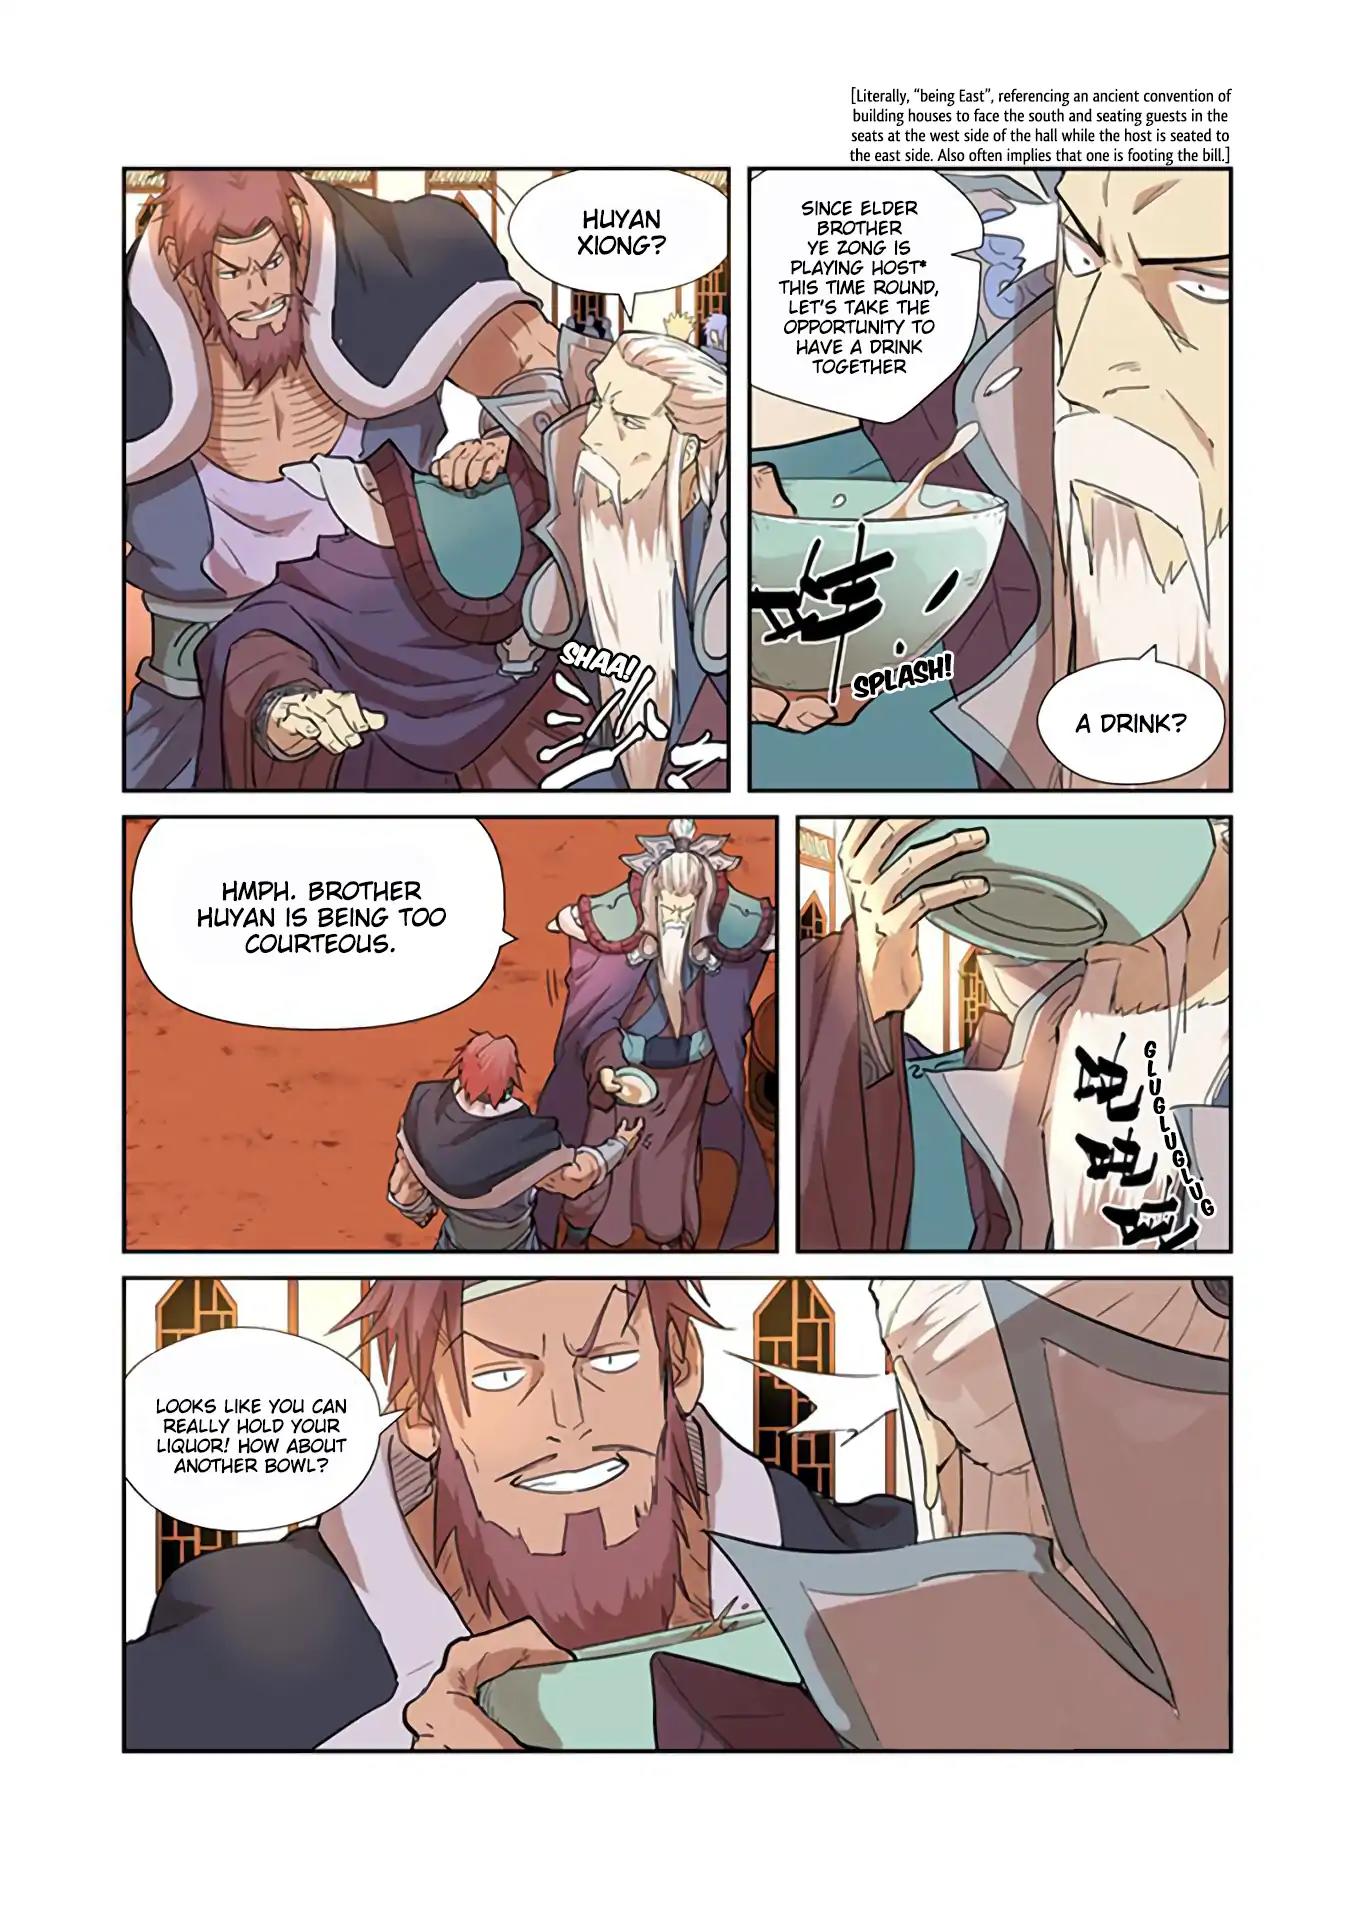 [Literally, “being East”, referencing an ancient convention of
building houses to face the south and seating guests in the
seats at the west side of the hall while the host is seated to
the east side. Also often implies that one is footing the bill.]
HUYAN
XIONG?
SHAA!
SINCE ELDER
BROTHER
YE ZONG IS
PLAYING HOST*
THIS TIME ROUND,
LET'S TAKE THE
OPPORTUNITY TO
HAVE A DRINK
TOGETHER
SPLASH!
A DRINK?
HMPH. BROTHER
HUYAN IS BEING TOO
COURTEOUS.
GLUGLUGLUGLUG
LOOKS LIKE YOU CAN
REALLY HOLD YOUR
LIQUOR! HOW ABOUT
ANOTHER BOWL?